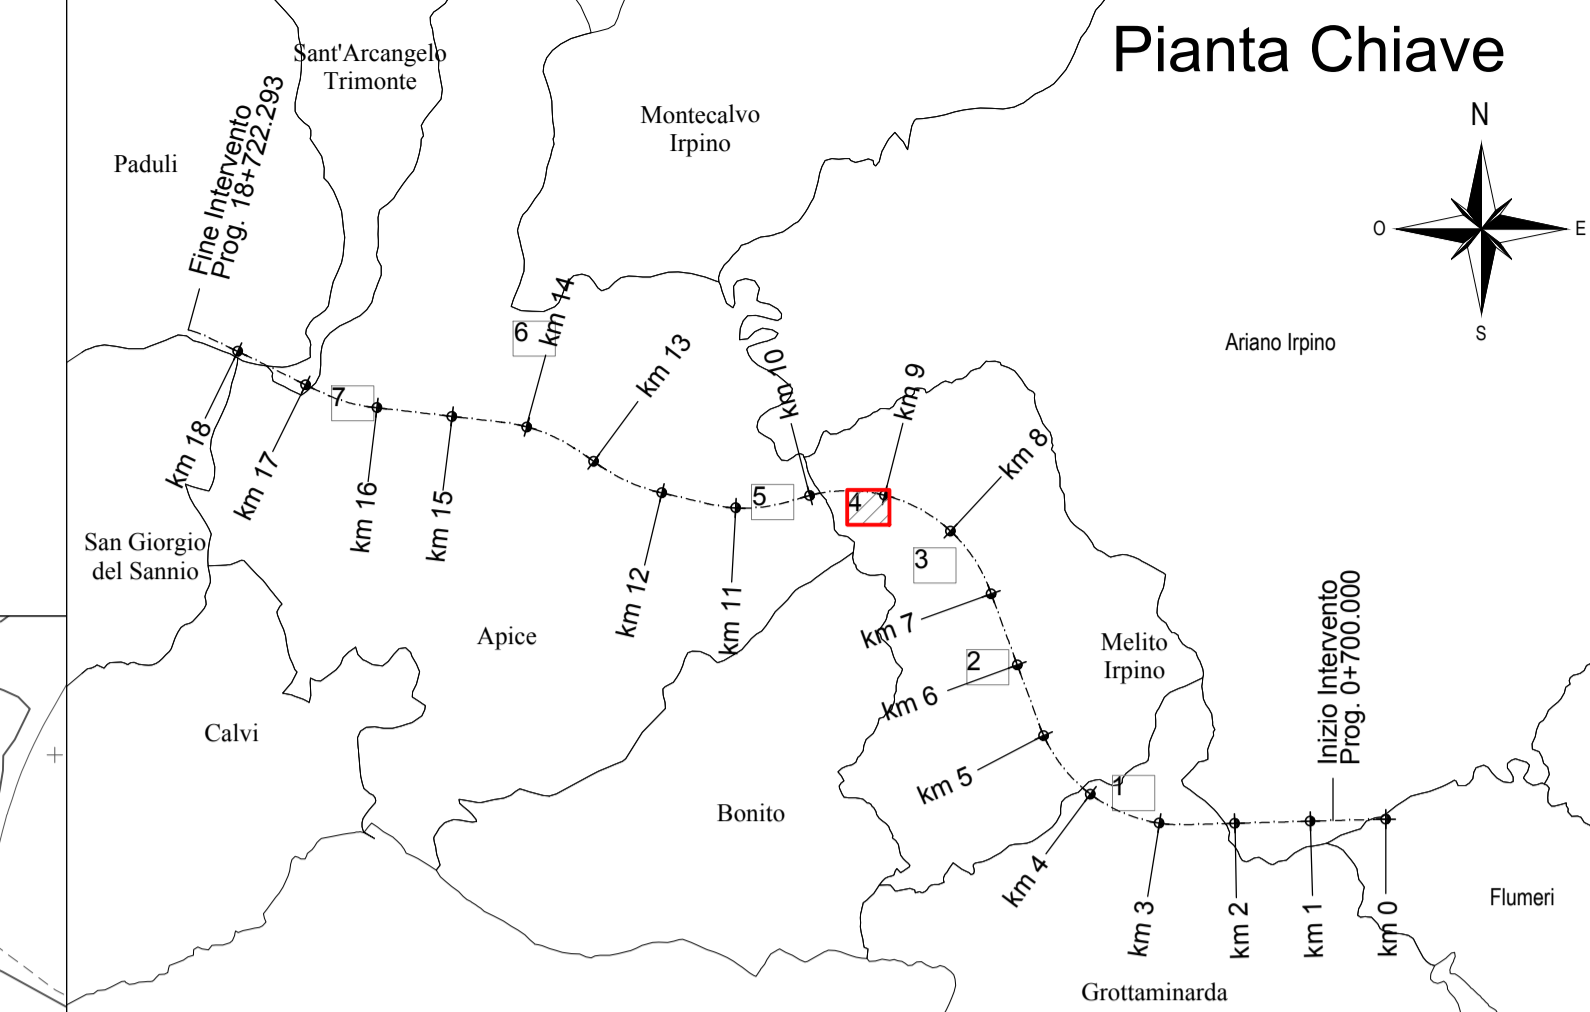 Pianta Chiave
N
O
E
S
Sant'Arcangelo
Trimonte
Montecalvo
Irpino
Paduli
Fine Intervento
Prog. 18+722.293
Ariano Irpino
6
km 14
km 13
km 10
km 9
7
km 8
km 18
km 17
km 16
km 15
5
4
3
San Giorgio
del Sannio
km 12
km 11
Apice
km 7
2
Melito
Irpino
km 6
Inizio Intervento
Prog. 0+700.000
Calvi
km 5
1
Bonito
km 4
km 3
km 2
km 1
km 0
Flumeri
Grottaminarda